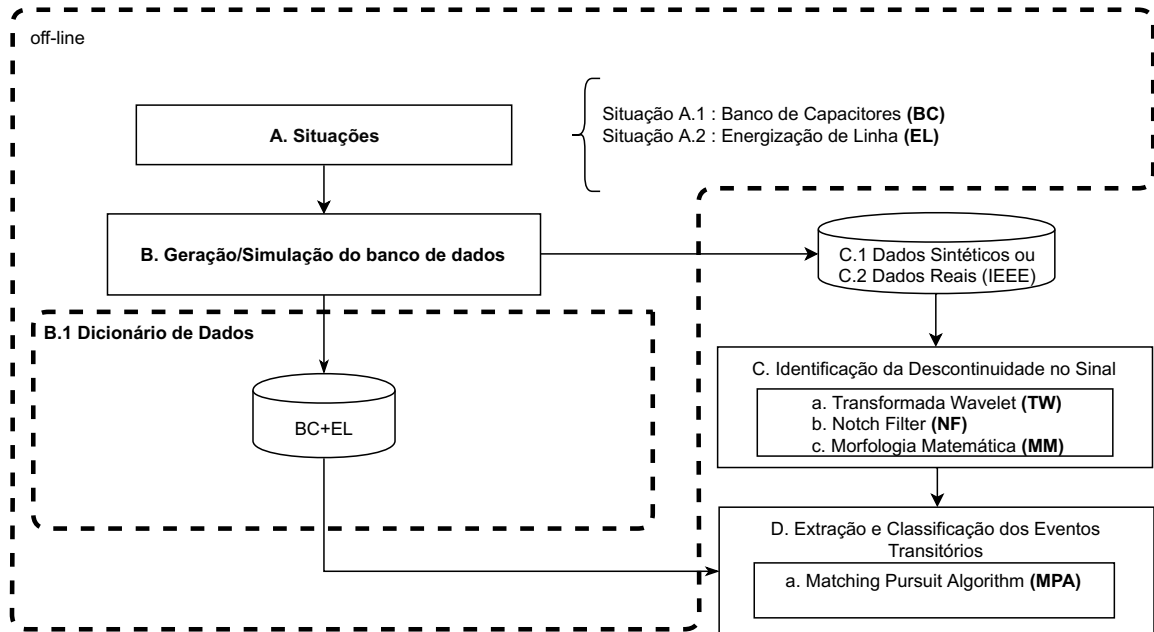 off-line
A. Situações
Situação A.1 : Banco de Capacitores (BC)
Situação A.2 : Energização de Linha (EL)
B. Geração/Simulação do banco de dados
C.1 Dados Sintéticos ou
C.2 Dados Reais (IEEE)
B.1 Dicionário de Dados
BC+EL
C. Identificação da Descontinuidade no Sinal
a. Transformada Wavelet (TW)
b. Notch Filter (NF)
c. Morfologia Matemática (MM)
D. Extração e Classificação dos Eventos
Transitórios
a. Matching Pursuit Algorithm (MPA)